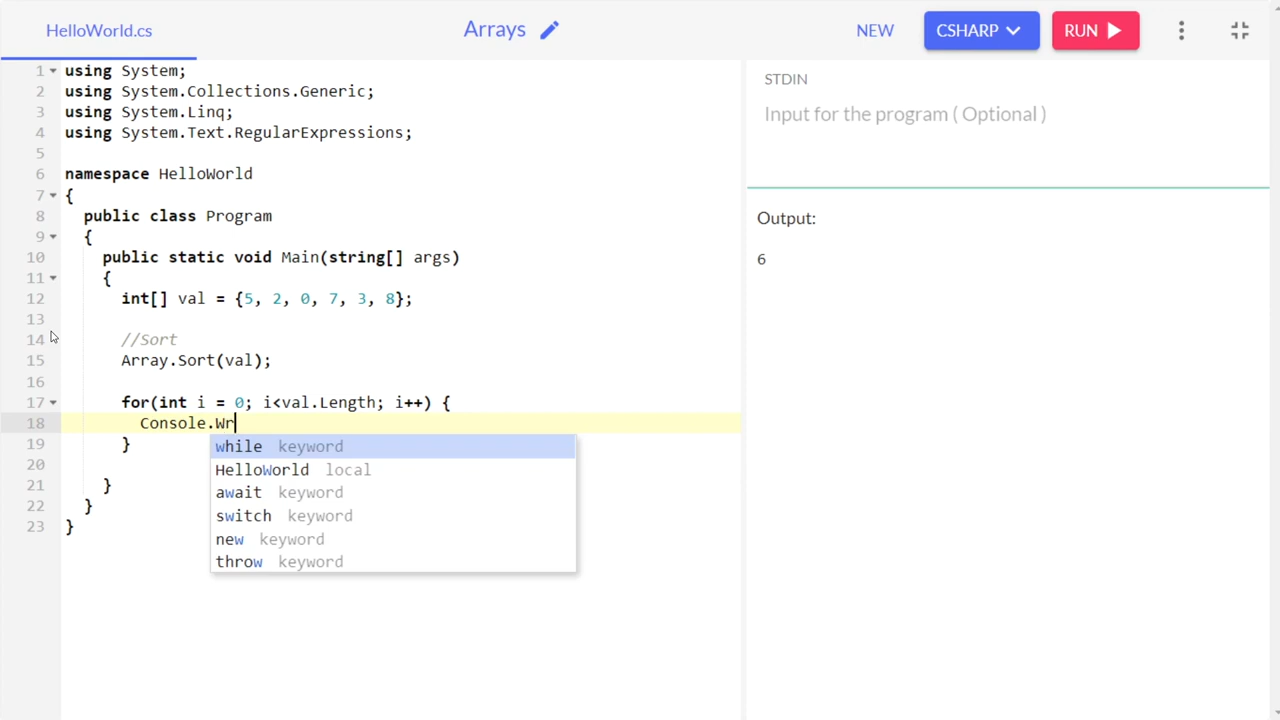 HelloWorld.cs
Arrays
NEW
CSHARP
RUN
1 using System;
2 using System.Collections.Generic;
3 using System.Linq;
4 using System.Text.RegularExpressions;
5
6 namespace HelloWorld
7 {
8 public class Program
9 {
10 public static void Main(string[] args)
11 {
12 int[] val = {5, 2, 0, 7, 3, 8};
13
14 //Sort
15 Array.Sort(val);
16
17 for(int i = 0; i<val.Length; i++) {
18 Console.Wr
19 }
20
21 }
22 }
23 }
while keyword
HelloWorld local
await keyword
switch keyword
new keyword
throw keyword
STDIN
Input for the program ( Optional )
Output:
6